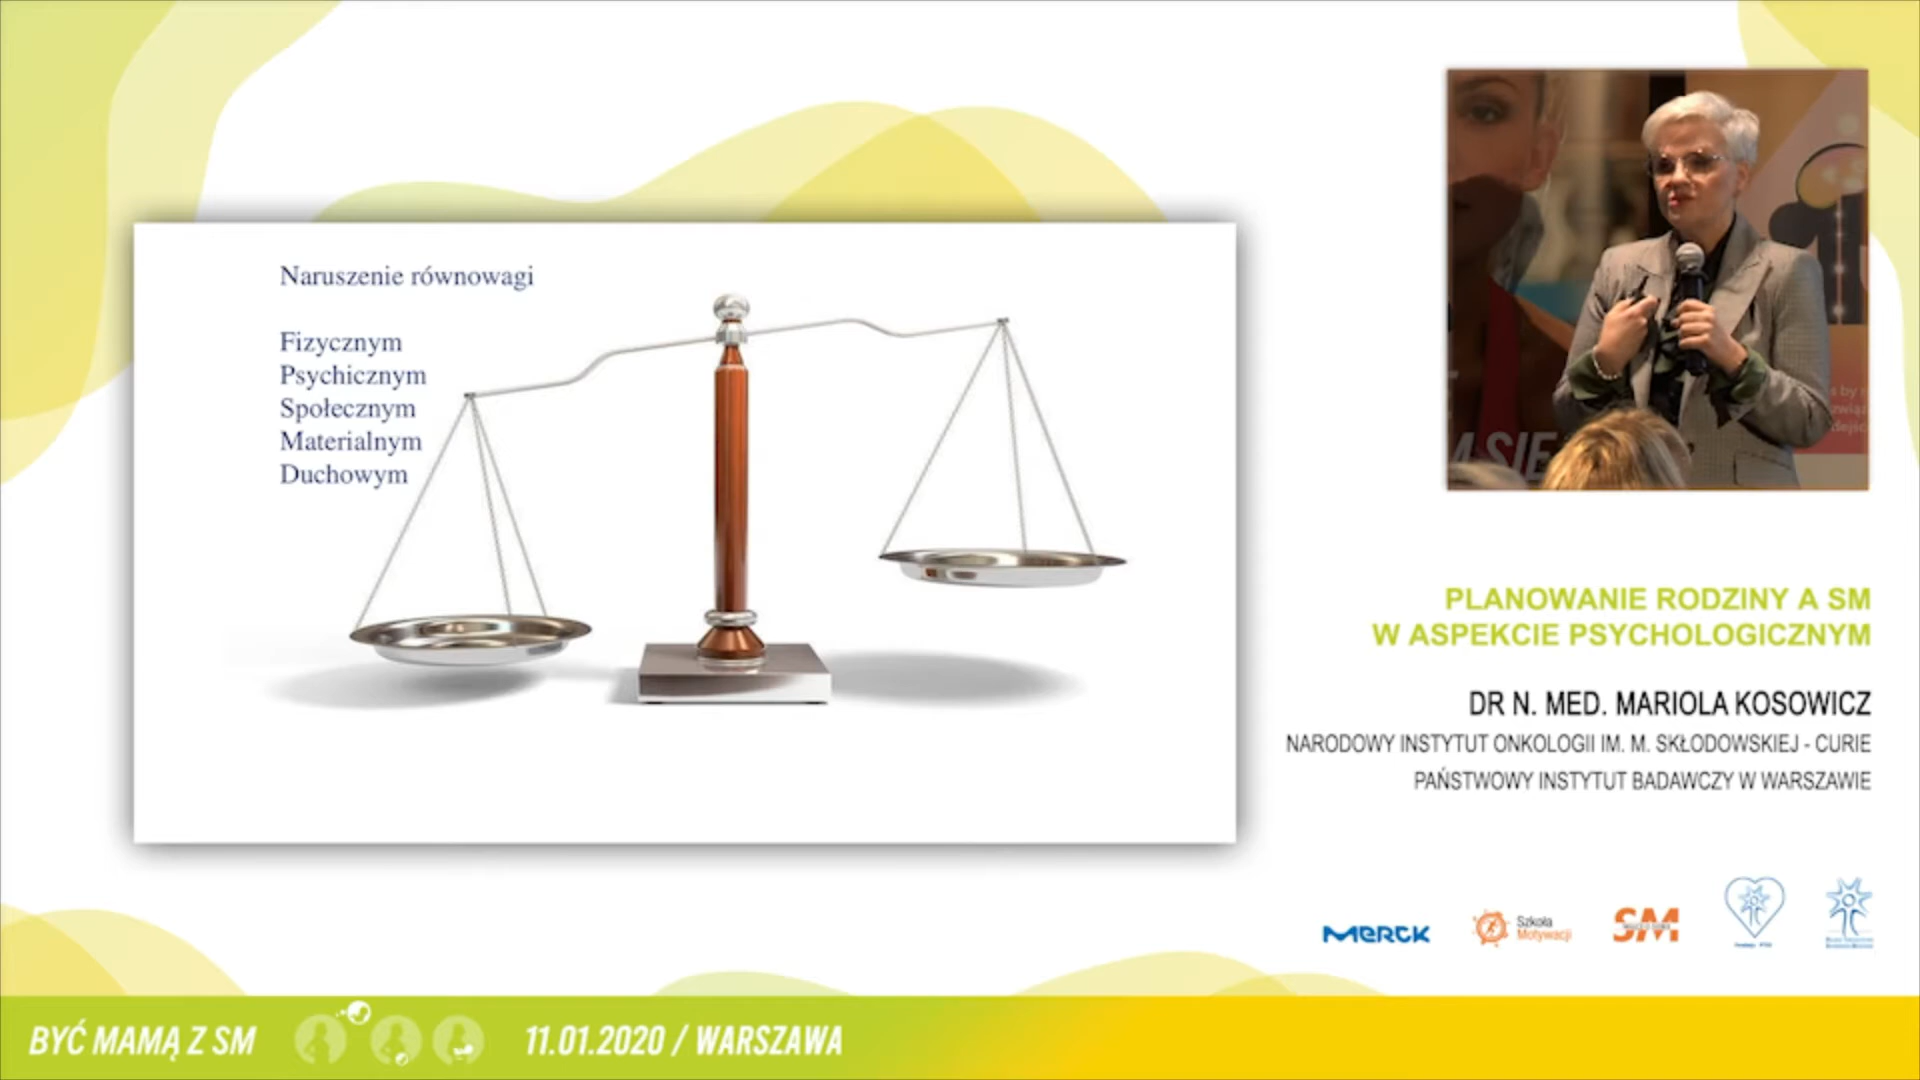 Naruszenie równowagi
Fizycznym
Psychicznym
Społecznym
Materialnym
Duchowym
PLANOWANIE RODZINY A SM
W ASPEKCIE PSYCHOLOGICZNYM
DR N. MED. MARIOLA KOSOWICZ
NARODOWY INSTYTUT ONKOLOGII IM. M. SKŁODOWSKIEJ - CURIE
PAŃSTWOWY INSTYTUT BADAWCZY W WARSZAWIE
MERCK
Szkoła
Motywacji
SM
BYĆ MAMĄ Z SM
11.01.2020 / WARSZAWA